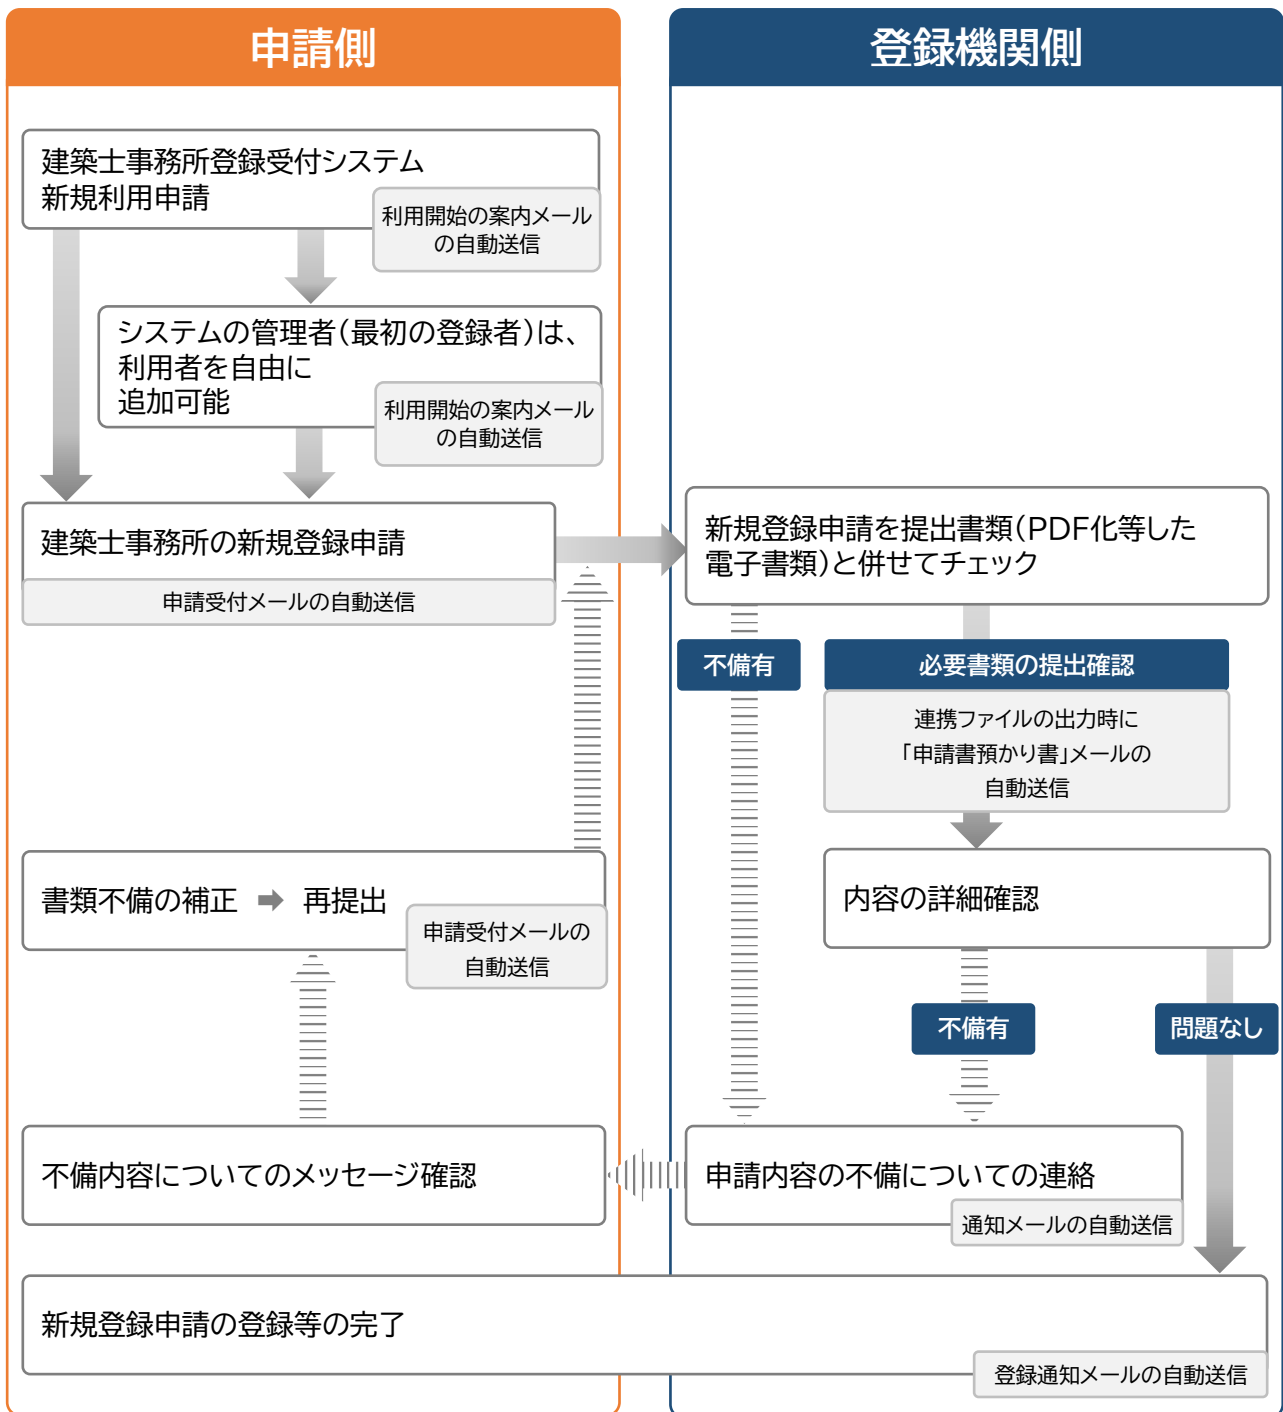 申請側
登録機関側
建築士事務所登録受付システム
新規利用申請
利用開始の案内メール
の自動送信
システムの管理者(最初の登録者)は、
利用者を自由に
追加可能
利用開始の案内メール
の自動送信
建築士事務所の新規登録申請
申請受付メールの自動送信
新規登録申請を提出書類(PDF化等した
電子書類)と併せてチェック
不備有
必要書類の提出確認
連携ファイルの出力時に
「申請書預かり書」メールの
自動送信
書類不備の補正 ➡ 再提出
申請受付メールの
自動送信
内容の詳細確認
不備有
問題なし
不備内容についてのメッセージ確認
申請内容の不備についての連絡
通知メールの自動送信
新規登録申請の登録等の完了
登録通知メールの自動送信